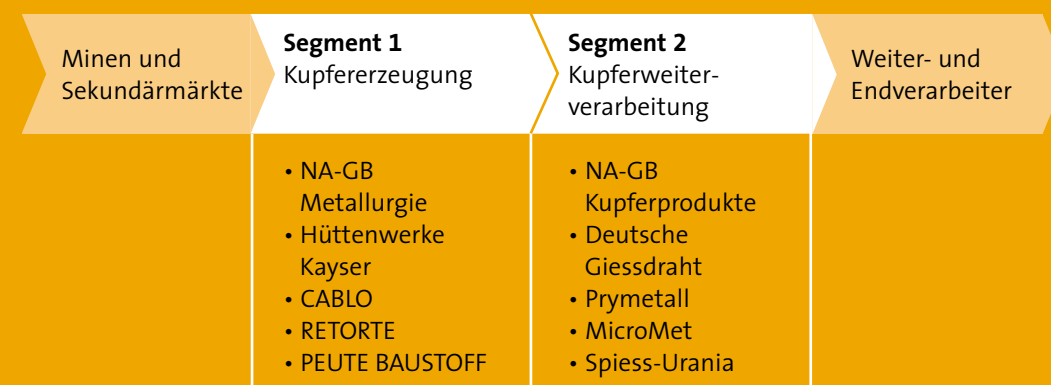 Minen und
Sekundärmärkte
Segment 1
Kupfererzeugung
Segment 2
Kupferweiter-
verarbeitung
Weiter- und
Endverarbeiter
• NA-GB
Metallurgie
• Hüttenwerke
Kayser
• CABLO
• RETORTE
• PEUTE BAUSTOFF
• NA-GB
Kupferprodukte
• Deutsche
Giessdraht
• Prymetall
• MicroMet
• Spiess-Urania